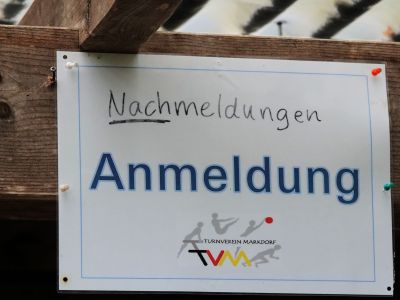 Nachmeldungen
Anmeldung
TURNVEREIN MARKDORF
TVM